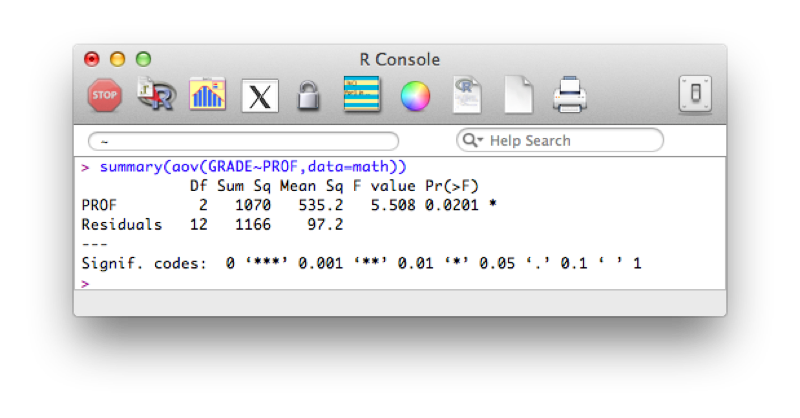 R Console
STOP
R
X
R
~
Help Search
> summary(aov(GRADE~PROF,data=math))
Df Sum Sq Mean Sq F value Pr(>F)
PROF 2 1070 535.2 5.508 0.0201 *
Residuals 12 1166 97.2
---
Signif. codes: 0 ‘***’ 0.001 ‘**’ 0.01 ‘*’ 0.05 ‘.’ 0.1 ‘ ’ 1
>